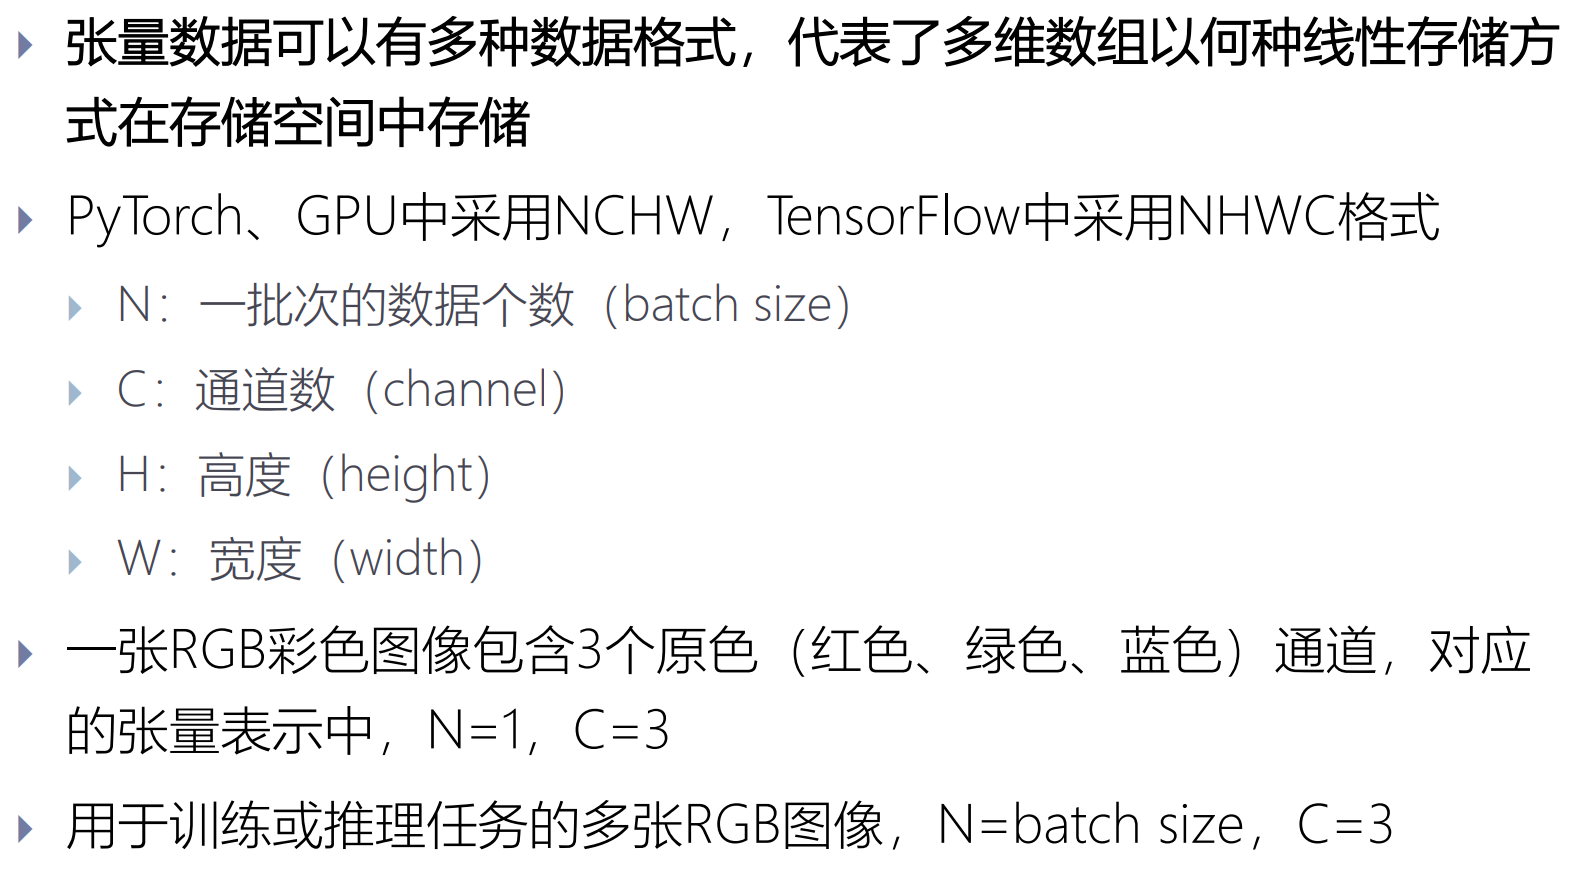 张量数据可以有多种数据格式，代表了多维数组以何种线性存储方
式在存储空间中存储
PyTorch、GPU中采用NCHW，TensorFlow中采用NHWC格式
N：一批次的数据个数（batch size）
C：通道数（channel）
H：高度（height）
W：宽度（width）
一张RGB彩色图像包含3个原色（红色、绿色、蓝色）通道，对应
的张量表示中，N=1，C=3
用于训练或推理任务的多张RGB图像，N=batch size，C=3